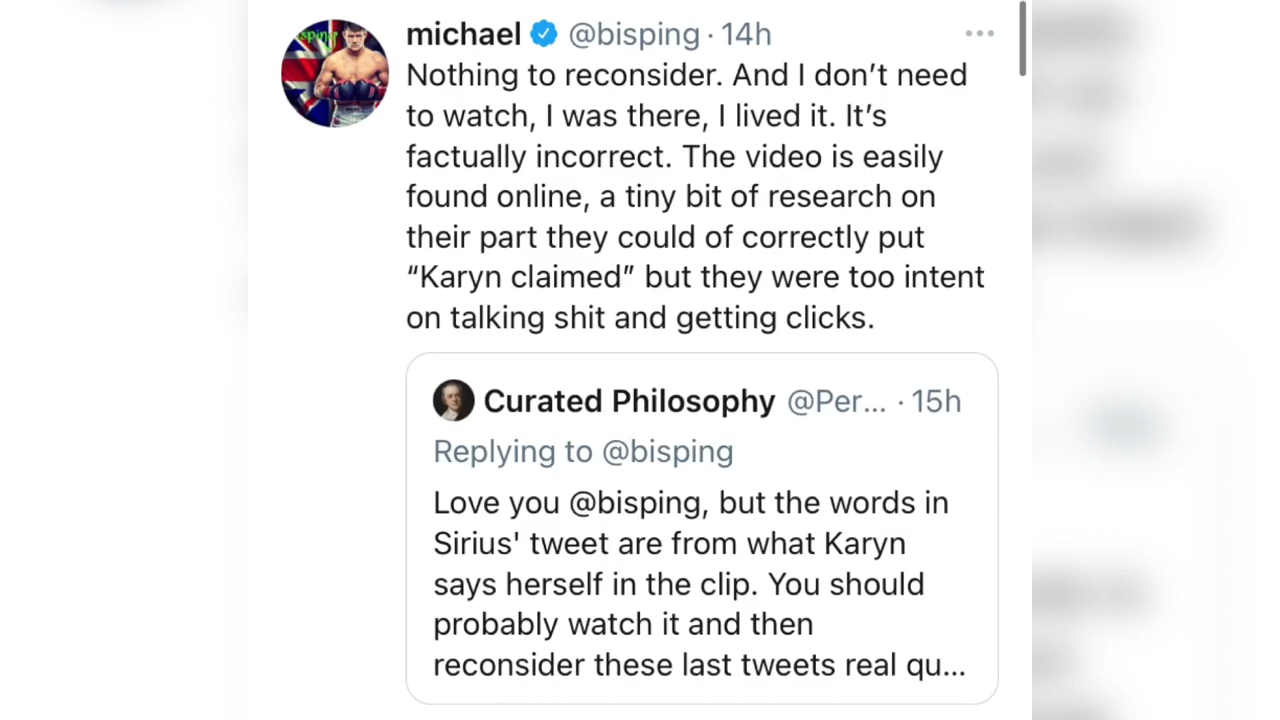 michael @bisping · 14h
Nothing to reconsider. And I don’t need
to watch, I was there, I lived it. It’s
factually incorrect. The video is easily
found online, a tiny bit of research on
their part they could of correctly put
“Karyn claimed” but they were too intent
on talking shit and getting clicks.
Curated Philosophy @Per... · 15h
Replying to @bisping
Love you @bisping, but the words in
Sirius' tweet are from what Karyn
says herself in the clip. You should
probably watch it and then
reconsider these last tweets real qu...